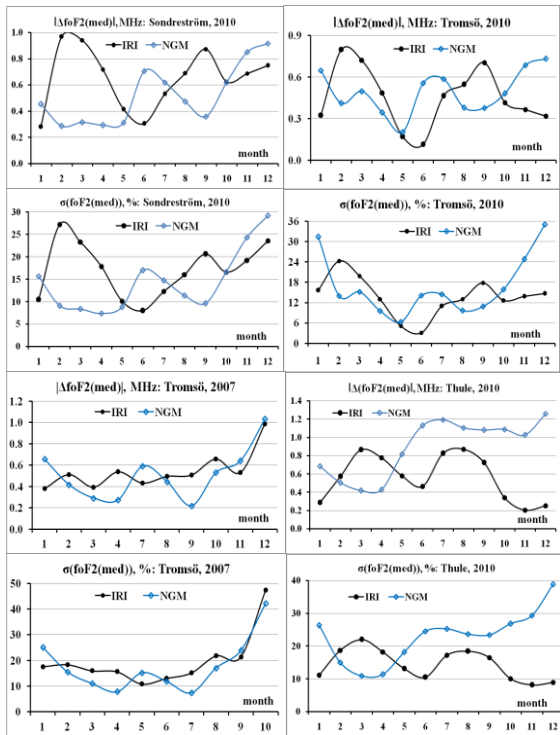 |ΔfoF2(med)|, MHz: Sondreström, 2010
IRI NGM
1.0
0.8
0.6
0.4
0.2
0.0
month
1 2 3 4 5 6 7 8 9 10 11 12
|ΔfoF2(med)|, MHz: Tromsö, 2010
IRI NGM
0.9
0.6
0.3
0.0
month
1 2 3 4 5 6 7 8 9 10 11 12
σ(foF2(med)), %: Sondreström, 2010
IRI NGM
30
25
20
15
10
5
0
month
1 2 3 4 5 6 7 8 9 10 11 12
σ(foF2(med)), %: Tromsö, 2010
IRI NGM
36
30
24
18
12
6
0
month
1 2 3 4 5 6 7 8 9 10 11 12
|ΔfoF2(med)|, MHz: Tromsö, 2007
IRI NGM
1.2
1.0
0.8
0.6
0.4
0.2
0.0
month
1 2 3 4 5 6 7 8 9 10 11 12
|Δ(foF2(med)|, MHz: Thule, 2010
IRI NGM
1.4
1.2
1.0
0.8
0.6
0.4
0.2
0.0
month
1 2 3 4 5 6 7 8 9 10 11 12
σ(foF2(med)), %: Tromsö, 2007
IRI NGM
50
40
30
20
10
0
month
1 2 3 4 5 6 7 8 9 10
σ(foF2(med)), %: Thule, 2010
IRI NGM
40
30
20
10
0
month
1 2 3 4 5 6 7 8 9 10 11 12